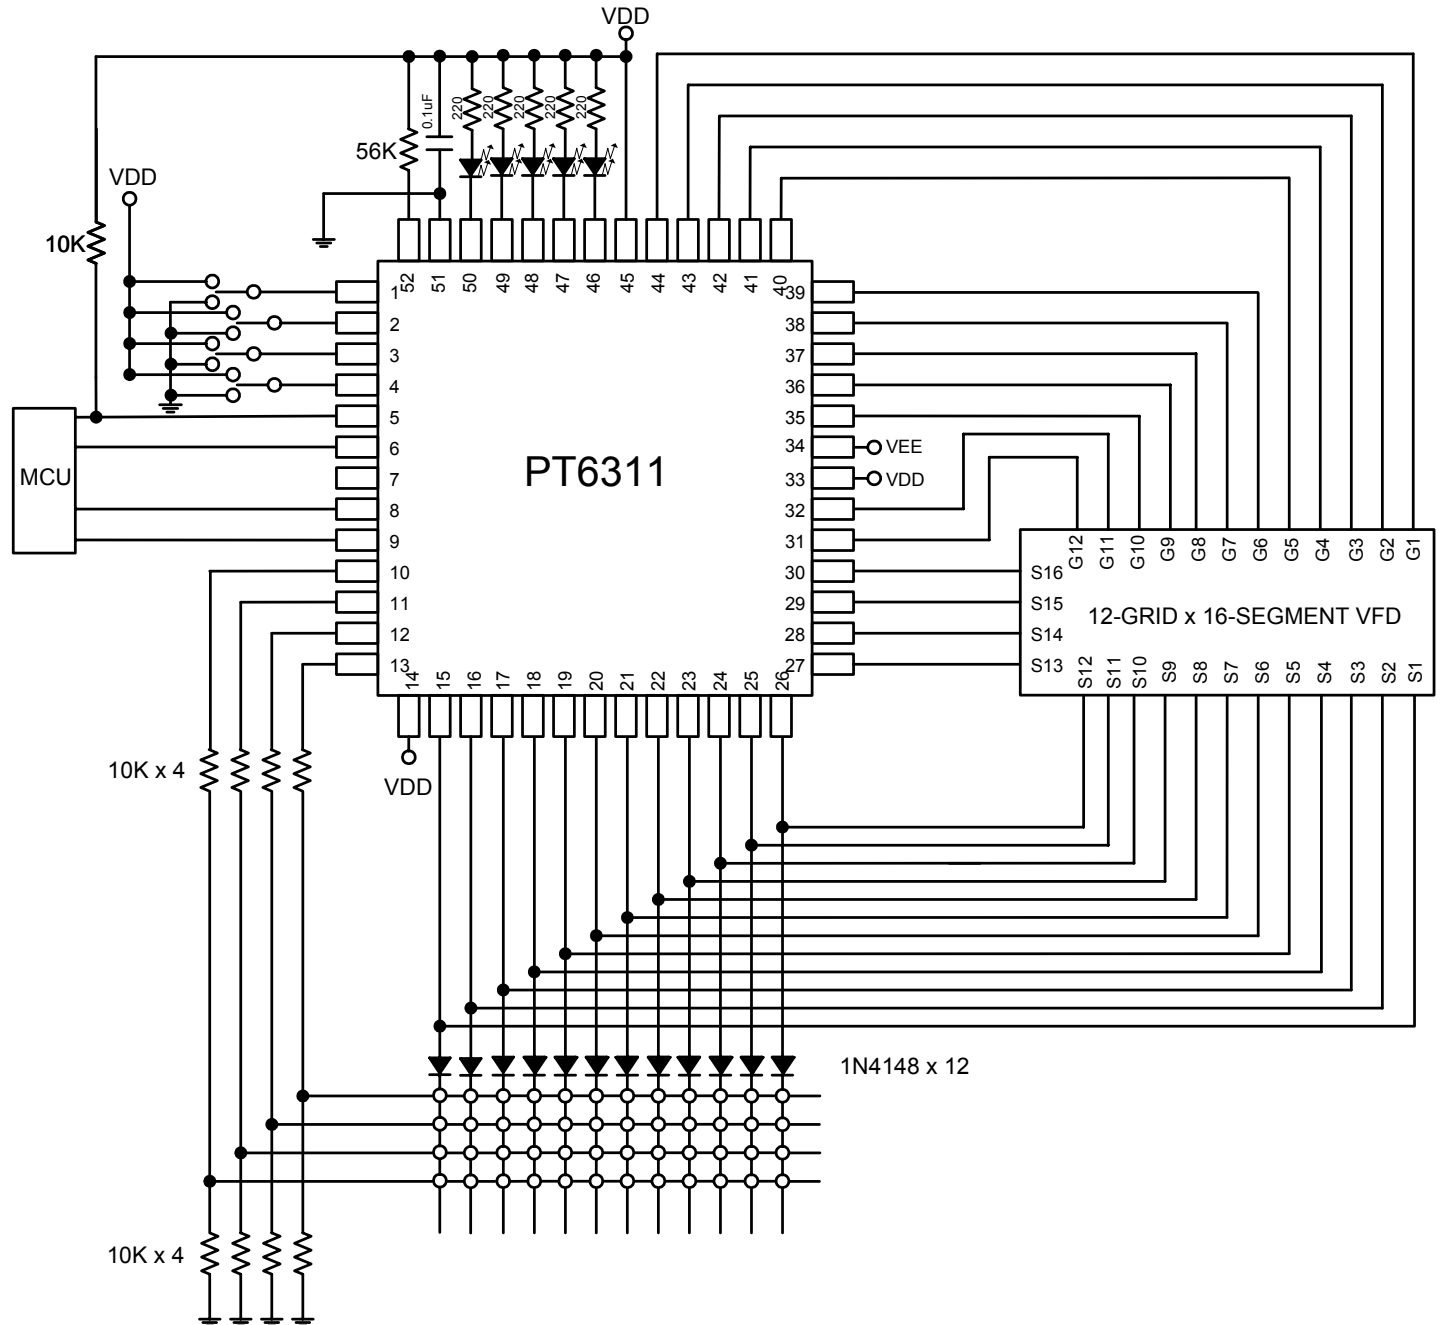 VDD
0.1uF
220
220
220
220
220
56K
VDD
10K
52
51
50
49
48
47
46
45
44
43
42
41
40
1
2
3
4
5
6
7
8
9
10
11
12
13
39
38
37
36
35
34
33
32
31
30
29
28
27
VEE
VDD
MCU
PT6311
G12
G11
G10
G9
G8
G7
G6
G5
G4
G3
G2
G1
S16
S15
S14
S13
12-GRID x 16-SEGMENT VFD
S12
S11
S10
S9
S8
S7
S6
S5
S4
S3
S2
S1
14
15
16
17
18
19
20
21
22
23
24
25
26
10K x 4
VDD
1N4148 x 12
10K x 4